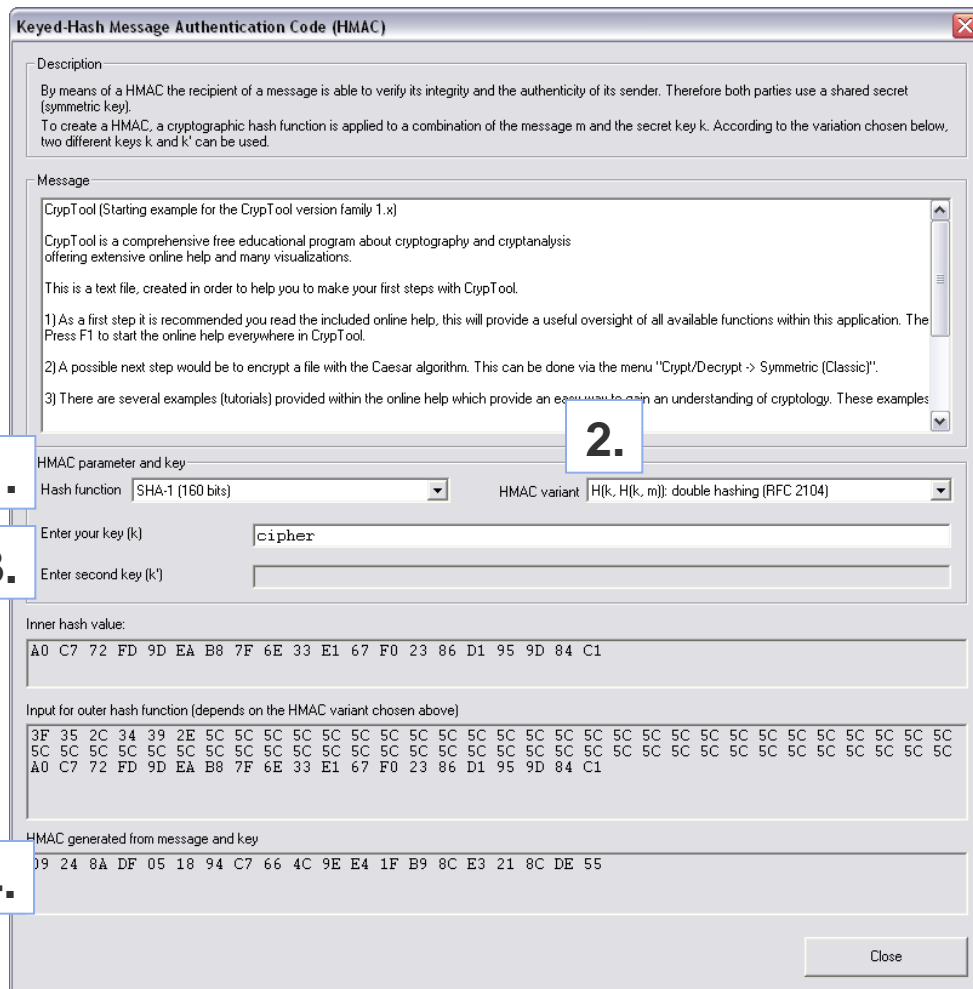 Keyed-Hash Message Authentication Code (HMAC)
Description
By means of a HMAC the recipient of a message is able to verify its integrity and the authenticity of its sender. Therefore both parties use a shared secret
(symmetric key).
To create a HMAC, a cryptographic hash function is applied to a combination of the message m and the secret key k. According to the variation chosen below,
two different keys k and k' can be used.
Message
CrypTool (Starting example for the CrypTool version family 1.x)
CrypTool is a comprehensive free educational program about cryptography and cryptanalysis
offering extensive online help and many visualizations.
This is a text file, created in order to help you to make your first steps with CrypTool.
1) As a first step it is recommended you read the included online help, this will provide a useful oversight of all available functions within this application. The
Press F1 to start the online help everywhere in CrypTool.
2) A possible next step would be to encrypt a file with the Caesar algorithm. This can be done via the menu "Crypt/Decrypt -> Symmetric (Classic)".
3) There are several examples (tutorials) provided within the online help which provide an easy way to gain an understanding of cryptology. These examples
2.
HMAC parameter and key
Hash function SHA-1 (160 bits) HMAC variant H(k, H(k, m)): double hashing (RFC 2104)
Enter your key (k) cipher
3.
Enter second key (k')
Inner hash value:
A0 C7 72 FD 9D EA B8 7F 6E 33 E1 67 F0 23 86 D1 95 9D 84 C1
Input for outer hash function (depends on the HMAC variant chosen above)
3F 35 2C 34 39 2E 5C 5C 5C 5C 5C 5C 5C 5C 5C 5C 5C 5C 5C 5C 5C 5C 5C 5C 5C 5C 5C 5C 5C 5C 5C 5C
5C 5C 5C 5C 5C 5C 5C 5C 5C 5C 5C 5C 5C 5C 5C 5C 5C 5C 5C 5C 5C 5C 5C 5C 5C 5C 5C 5C 5C 5C 5C 5C
A0 C7 72 FD 9D EA B8 7F 6E 33 E1 67 F0 23 86 D1 95 9D 84 C1
HMAC generated from message and key
09 24 8A DF 05 18 94 C7 66 4C 9E E4 1F B9 8C E3 21 8C DE 55
Close